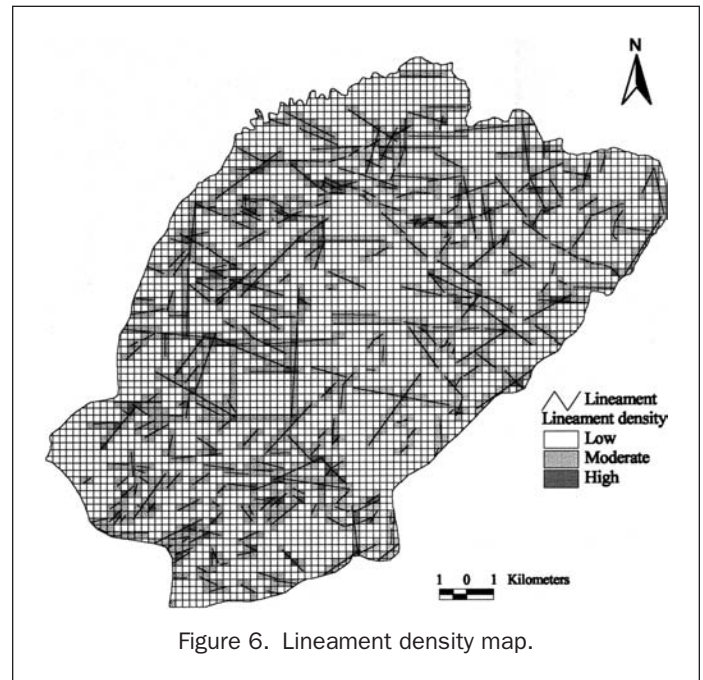 N
Lineament
Lineament density
Low
Moderate
High
1 0 1 Kilometers
Figure 6. Lineament density map.